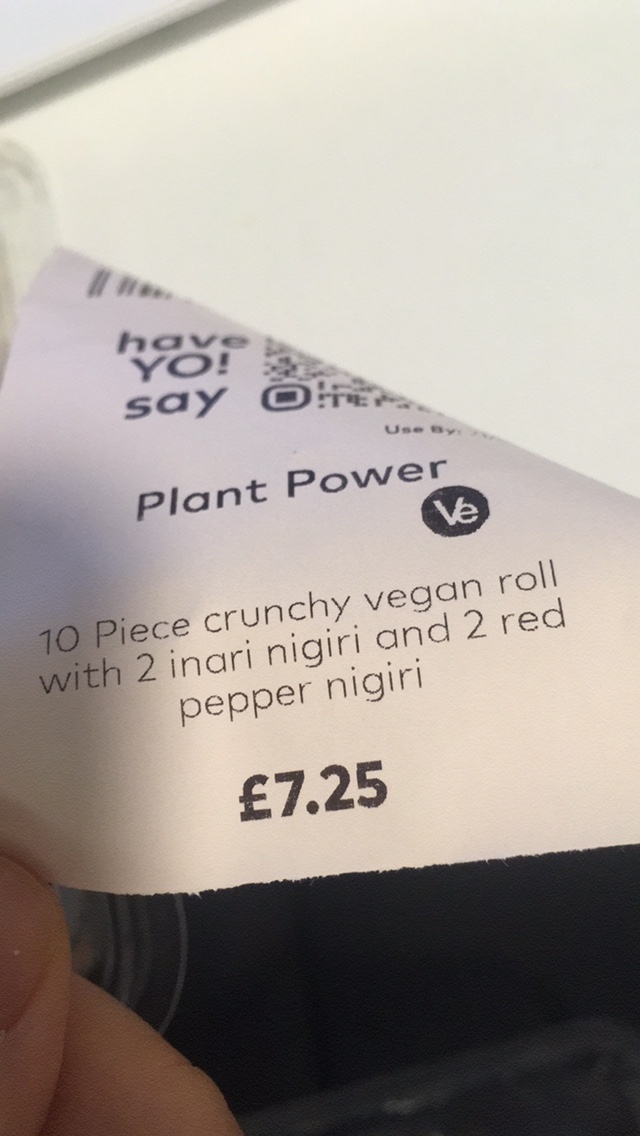 have
YO!
say
Use By:
Plant Power
Ve
10 Piece crunchy vegan roll
with 2 inari nigiri and 2 red
pepper nigiri
£7.25